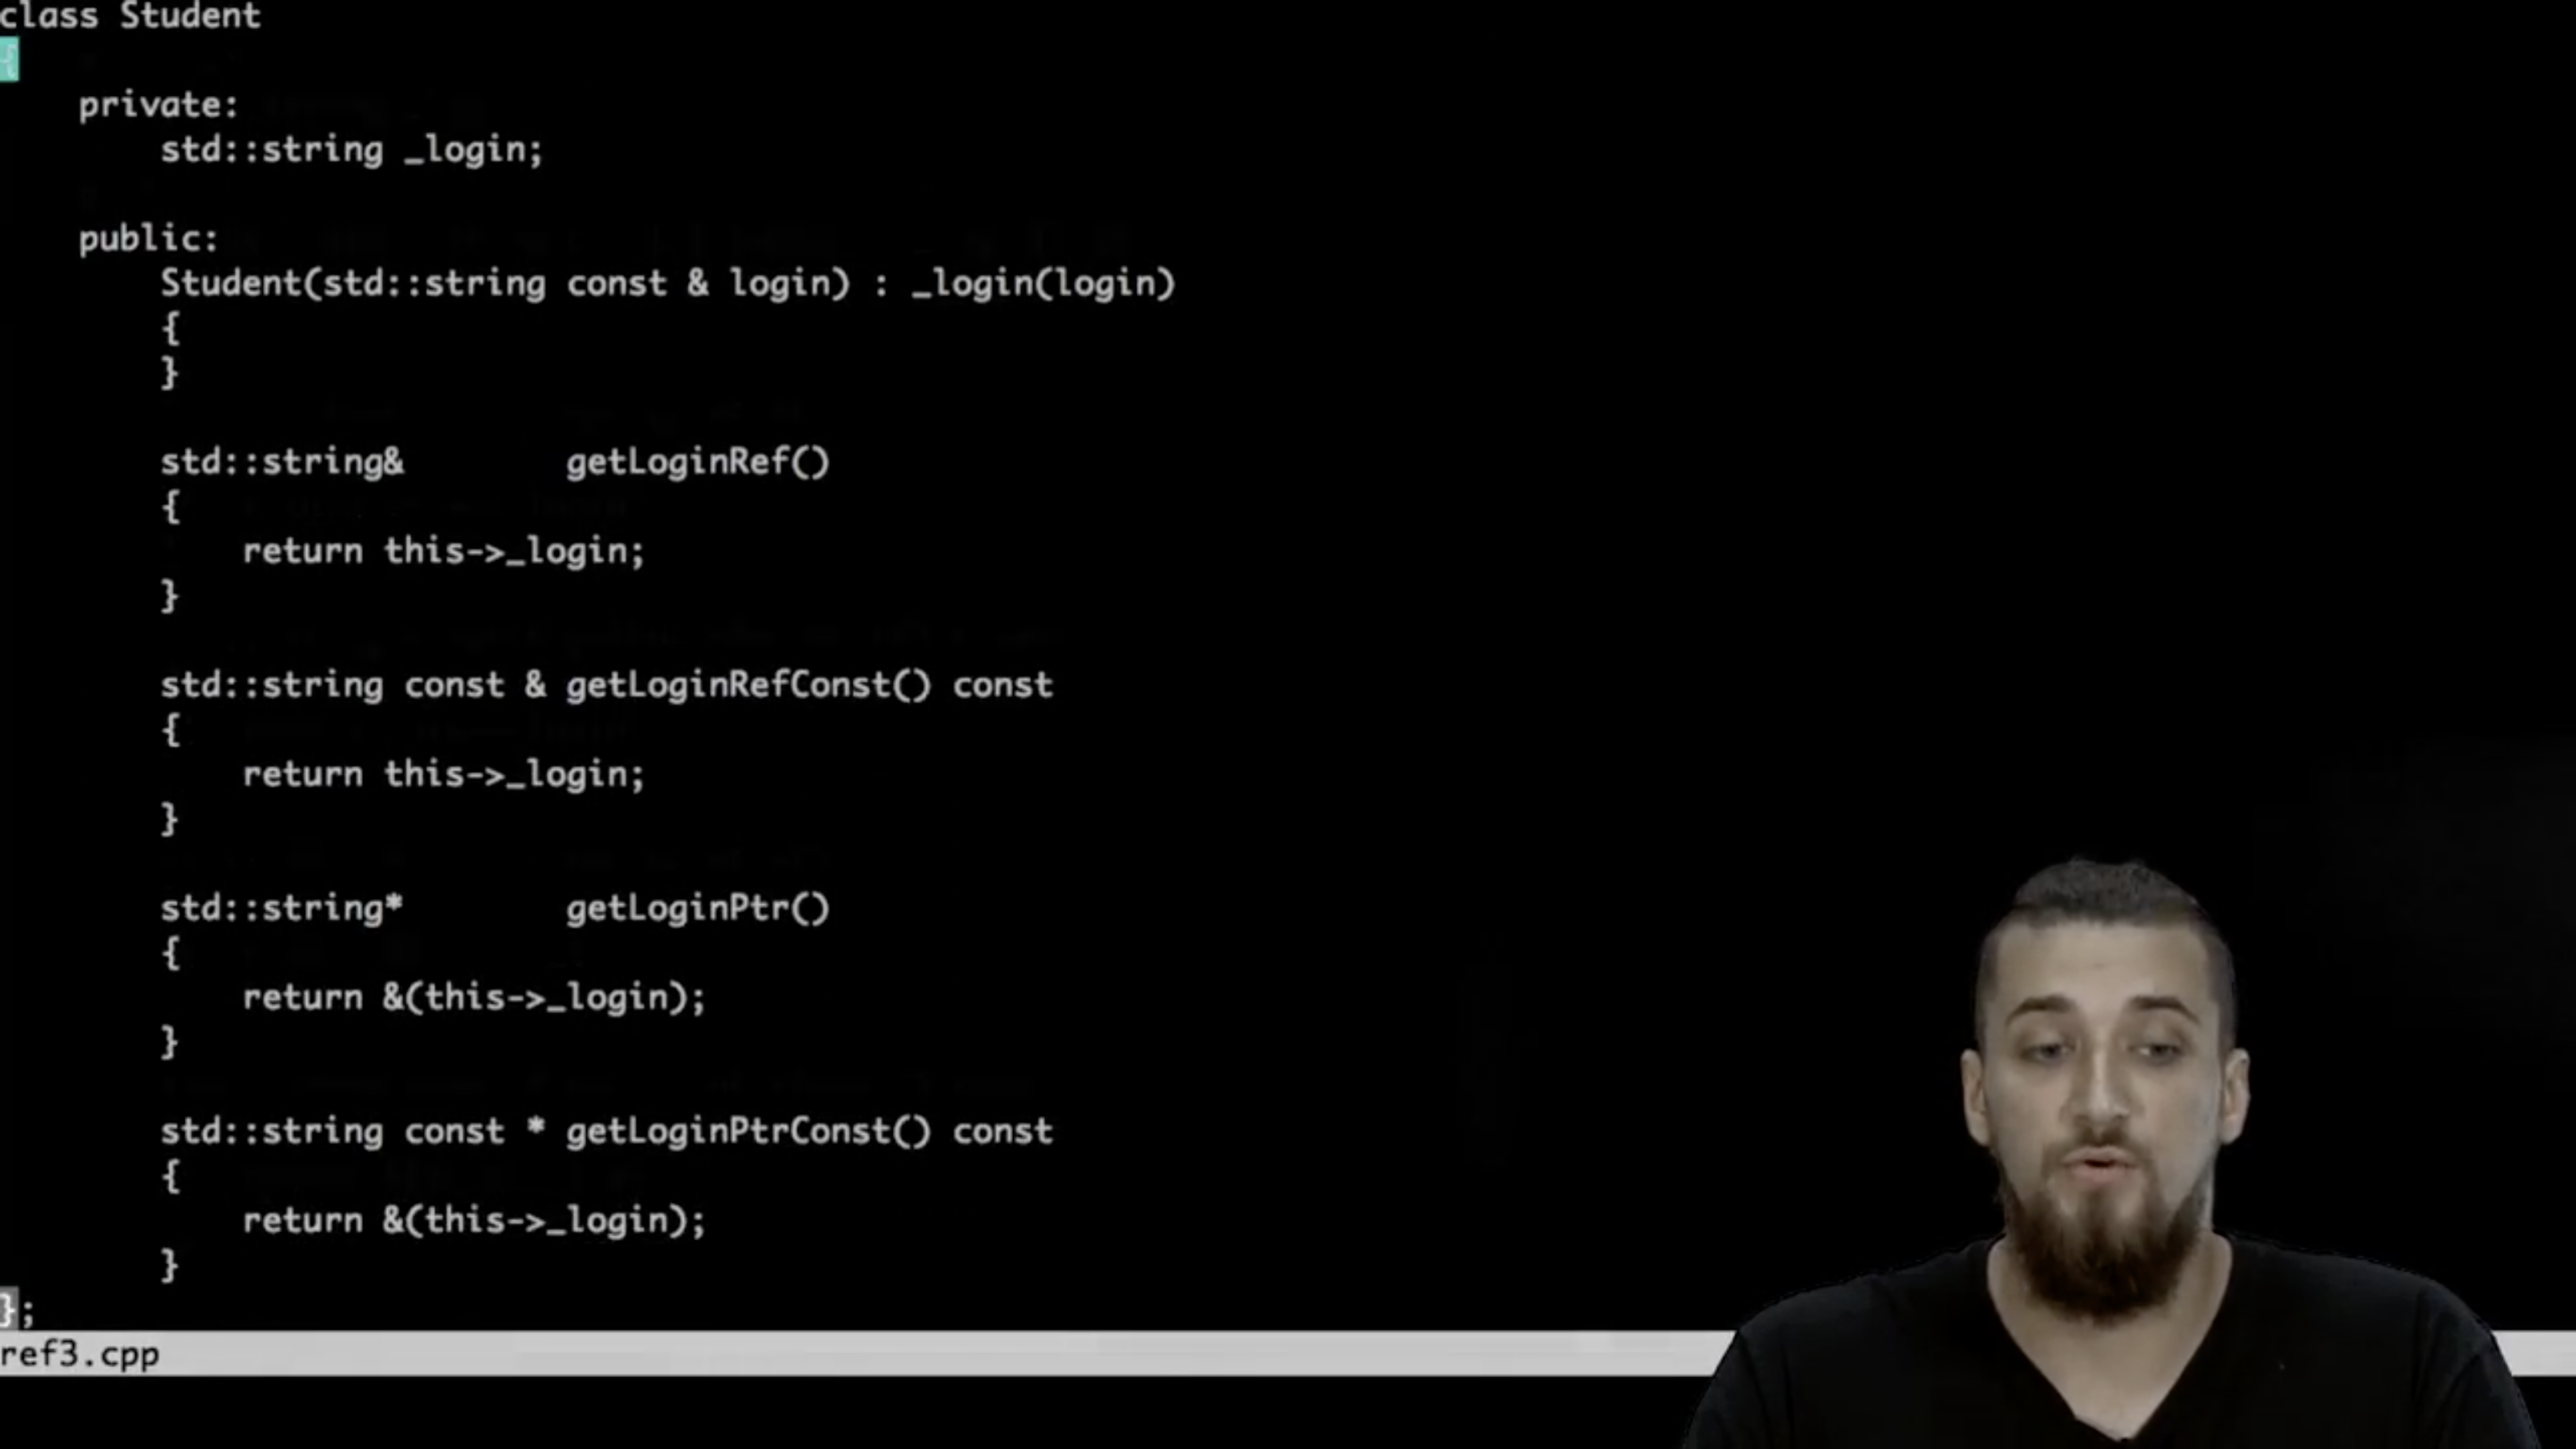 class Student
{
private:
std::string _login;
public:
Student(std::string const & login) : _login(login)
{
}
std::string& getLoginRef()
{
return this->_login;
}
std::string const & getLoginRefConst() const
{
return this->_login;
}
std::string* getLoginPtr()
{
return &(this->_login);
}
std::string const * getLoginPtrConst() const
{
return &(this->_login);
}
};
ref3.cpp